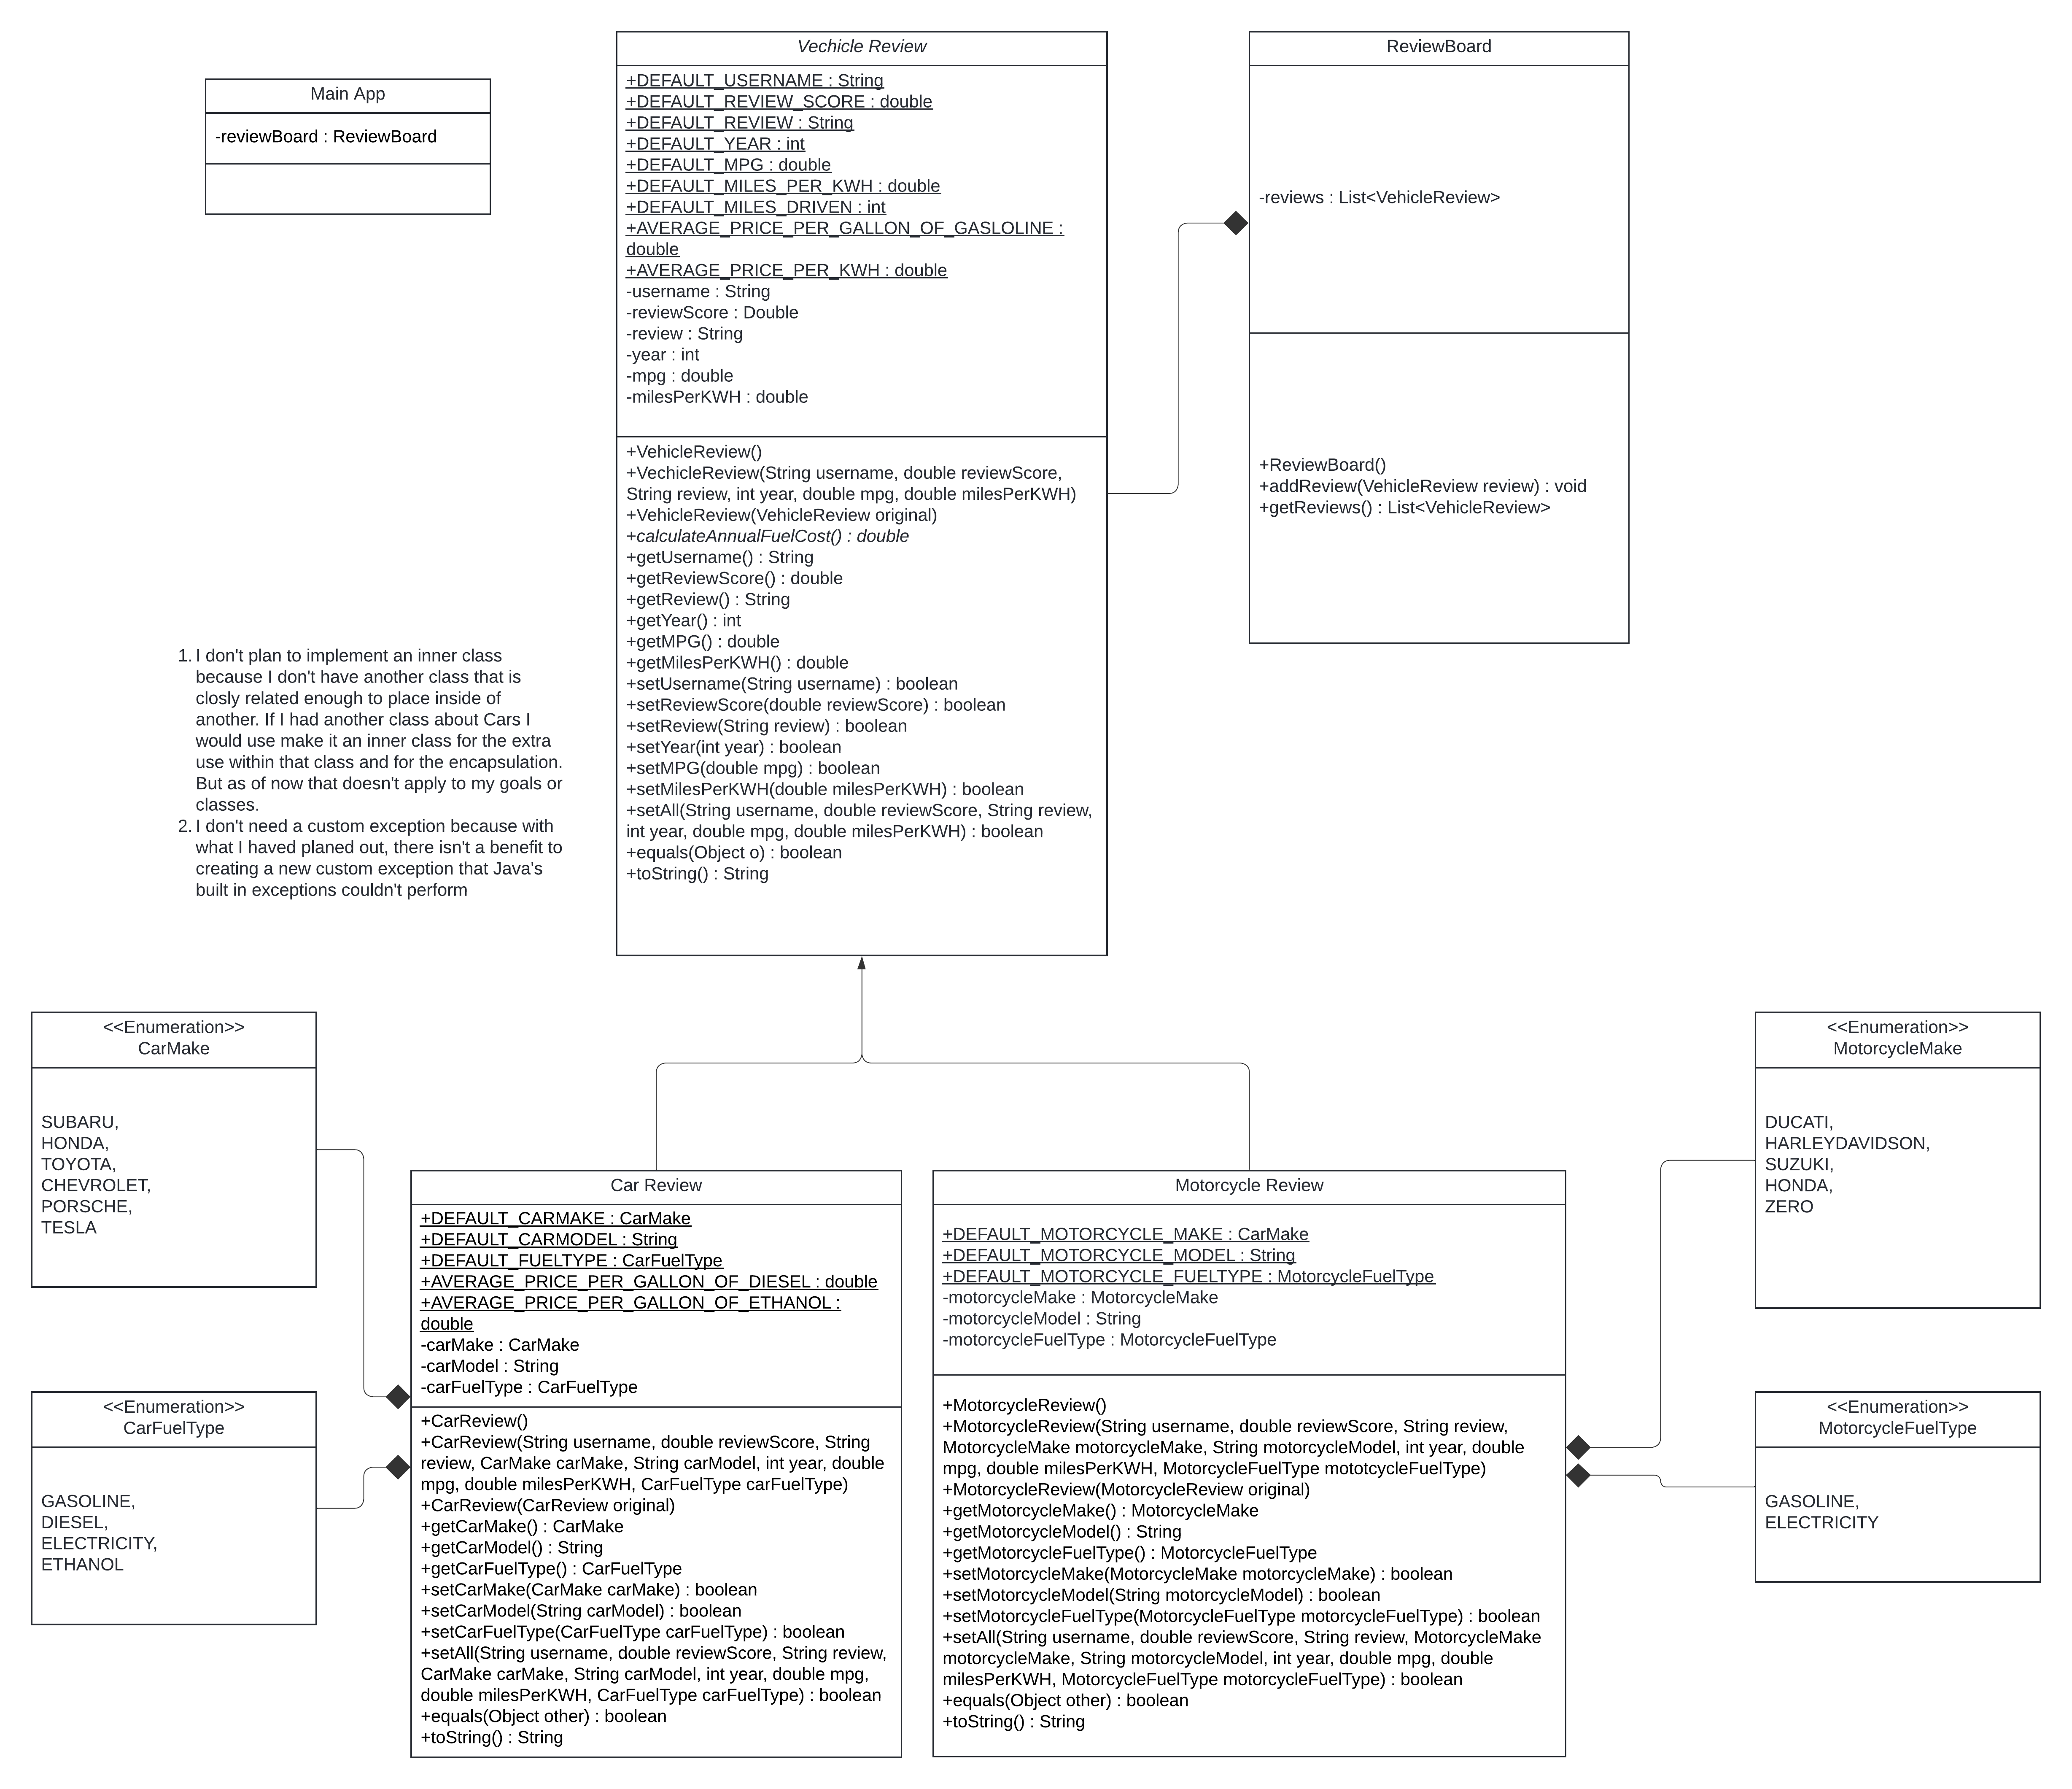 Vechicle Review
+DEFAULT_USERNAME : String
+DEFAULT_REVIEW_SCORE : double
+DEFAULT_REVIEW : String
+DEFAULT_YEAR : int
+DEFAULT_MPG : double
+DEFAULT_MILES_PER_KWH : double
+DEFAULT_MILES_DRIVEN : int
+AVERAGE_PRICE_PER_GALLON_OF_GASLOLINE :
double
+AVERAGE_PRICE_PER_KWH : double
-username : String
-reviewScore : Double
-review : String
-year : int
-mpg : double
-milesPerKWH : double
+VehicleReview()
+VechicleReview(String username, double reviewScore,
String review, int year, double mpg, double milesPerKWH)
+VehicleReview(VehicleReview original)
+calculateAnnualFuelCost() : double
+getUsername() : String
+getReviewScore() : double
+getReview() : String
+getYear() : int
+getMPG() : double
+getMilesPerKWH() : double
+setUsername(String username) : boolean
+setReviewScore(double reviewScore) : boolean
+setReview(String review) : boolean
+setYear(int year) : boolean
+setMPG(double mpg) : boolean
+setMilesPerKWH(double milesPerKWH) : boolean
+setAll(String username, double reviewScore, String review,
int year, double mpg, double milesPerKWH) : boolean
+equals(Object o) : boolean
+toString() : String
ReviewBoard
-reviews : List<VehicleReview>
+ReviewBoard()
+addReview(VehicleReview review) : void
+getReviews() : List<VehicleReview>
Main App
-reviewBoard : ReviewBoard
1. I don't plan to implement an inner class
because I don't have another class that is
closly related enough to place inside of
another. If I had another class about Cars I
would use make it an inner class for the extra
use within that class and for the encapsulation.
But as of now that doesn't apply to my goals or
classes.
2. I don't need a custom exception because with
what I haved planed out, there isn't a benefit to
creating a new custom exception that Java's
built in exceptions couldn't perform
<<Enumeration>>
CarMake
SUBARU,
HONDA,
TOYOTA,
CHEVROLET,
PORSCHE,
TESLA
<<Enumeration>>
CarFuelType
GASOLINE,
DIESEL,
ELECTRICITY,
ETHANOL
Car Review
+DEFAULT_CARMAKE : CarMake
+DEFAULT_CARMODEL : String
+DEFAULT_FUELTYPE : CarFuelType
+AVERAGE_PRICE_PER_GALLON_OF_DIESEL : double
+AVERAGE_PRICE_PER_GALLON_OF_ETHANOL :
double
-carMake : CarMake
-carModel : String
-carFuelType : CarFuelType
+CarReview()
+CarReview(String username, double reviewScore, String
review, CarMake carMake, String carModel, int year, double
mpg, double milesPerKWH, CarFuelType carFuelType)
+CarReview(CarReview original)
+getCarMake() : CarMake
+getCarModel() : String
+getCarFuelType() : CarFuelType
+setCarMake(CarMake carMake) : boolean
+setCarModel(String carModel) : boolean
+setCarFuelType(CarFuelType carFuelType) : boolean
+setAll(String username, double reviewScore, String review,
CarMake carMake, String carModel, int year, double mpg,
double milesPerKWH, CarFuelType carFuelType) : boolean
+equals(Object other) : boolean
+toString() : String
Motorcycle Review
+DEFAULT_MOTORCYCLE_MAKE : CarMake
+DEFAULT_MOTORCYCLE_MODEL : String
+DEFAULT_MOTORCYCLE_FUELTYPE : MotorcycleFuelType
-motorcycleMake : MotorcycleMake
-motorcycleModel : String
-motorcycleFuelType : MotorcycleFuelType
+MotorcycleReview()
+MotorcycleReview(String username, double reviewScore, String review,
MotorcycleMake motorcycleMake, String motorcycleModel, int year, double
mpg, double milesPerKWH, MotorcycleFuelType mototcycleFuelType)
+MotorcycleReview(MotorcycleReview original)
+getMotorcycleMake() : MotorcycleMake
+getMotorcycleModel() : String
+getMotorcycleFuelType() : MotorcycleFuelType
+setMotorcycleMake(MotorcycleMake motorcycleMake) : boolean
+setMotorcycleModel(String motorcycleModel) : boolean
+setMotorcycleFuelType(MotorcycleFuelType motorcycleFuelType) : boolean
+setAll(String username, double reviewScore, String review, MotorcycleMake
motorcycleMake, String motorcycleModel, int year, double mpg, double
milesPerKWH, MotorcycleFuelType motorcycleFuelType) : boolean
+equals(Object other) : boolean
+toString() : String
<<Enumeration>>
MotorcycleMake
DUCATI,
HARLEYDAVIDSON,
SUZUKI,
HONDA,
ZERO
<<Enumeration>>
MotorcycleFuelType
GASOLINE,
ELECTRICITY